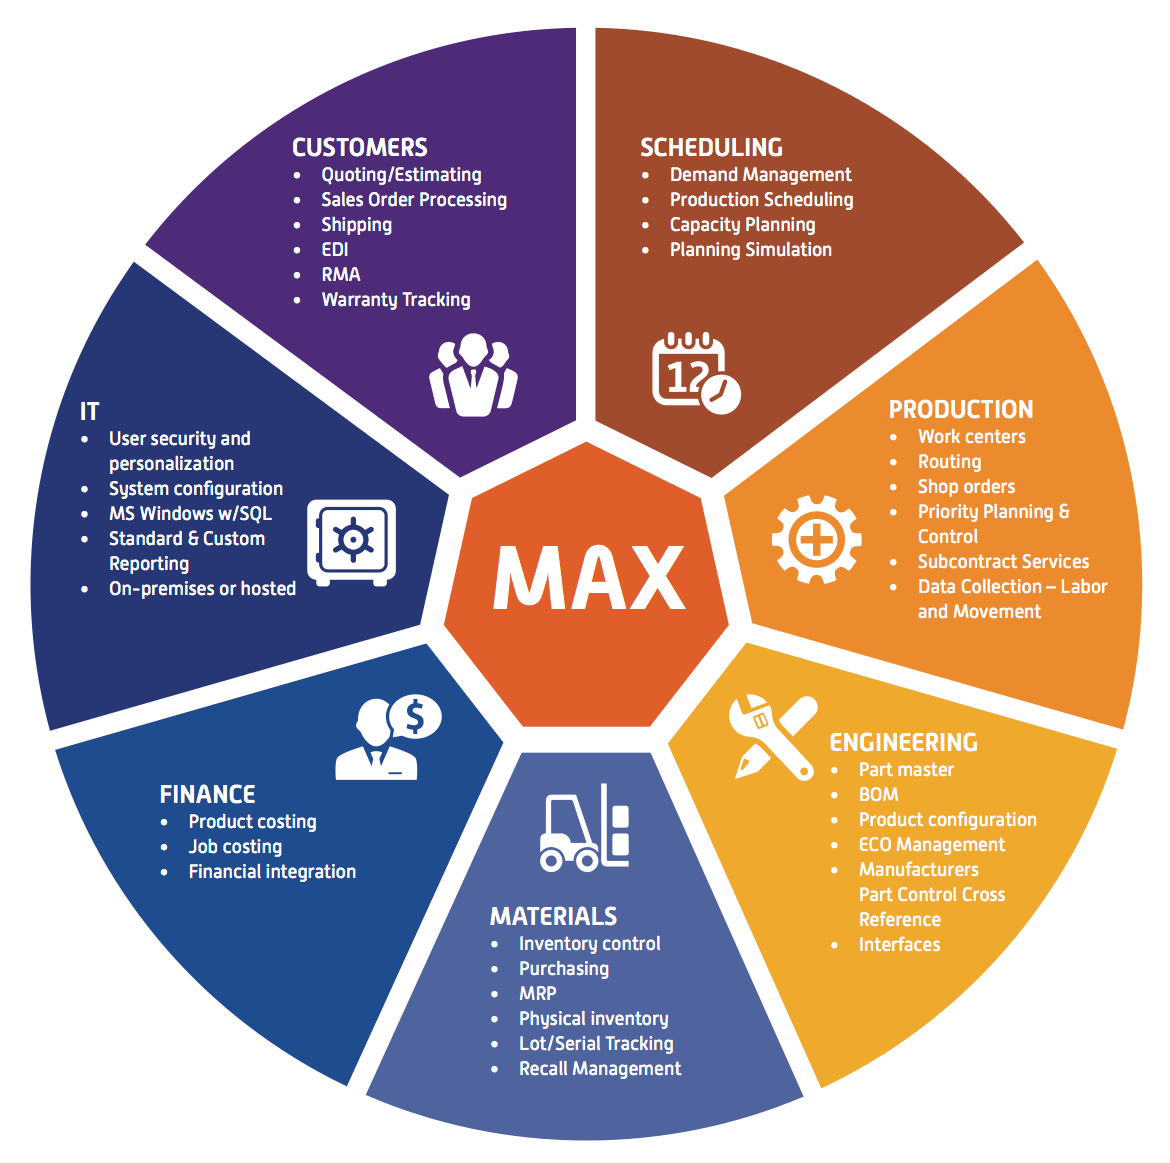 CUSTOMERS
• Quoting/Estimating
• Sales Order Processing
• Shipping
• EDI
• RMA
• Warranty Tracking
SCHEDULING
• Demand Management
• Production Scheduling
• Capacity Planning
• Planning Simulation
12
PRODUCTION
• Work centers
• Routing
• Shop orders
• Priority Planning &
Control
• Subcontract Services
• Data Collection – Labor
and Movement
ENGINEERING
• Part master
• BOM
• Product configuration
• ECO Management
• Manufacturers
Part Control Cross
Reference
• Interfaces
MATERIALS
• Inventory control
• Purchasing
• MRP
• Physical inventory
• Lot/Serial Tracking
• Recall Management
$
FINANCE
• Product costing
• Job costing
• Financial integration
IT
• User security and
personalization
• System configuration
• MS Windows w/SQL
• Standard & Custom
Reporting
• On-premises or hosted
MAX